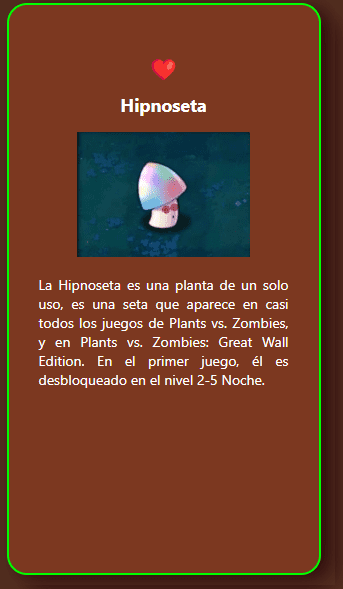 Hipnoseta
La Hipnoseta es una planta de un solo
uso, es una seta que aparece en casi
todos los juegos de Plants vs. Zombies,
y en Plants vs. Zombies: Great Wall
Edition. En el primer juego, él es
desbloqueado en el nivel 2-5 Noche.